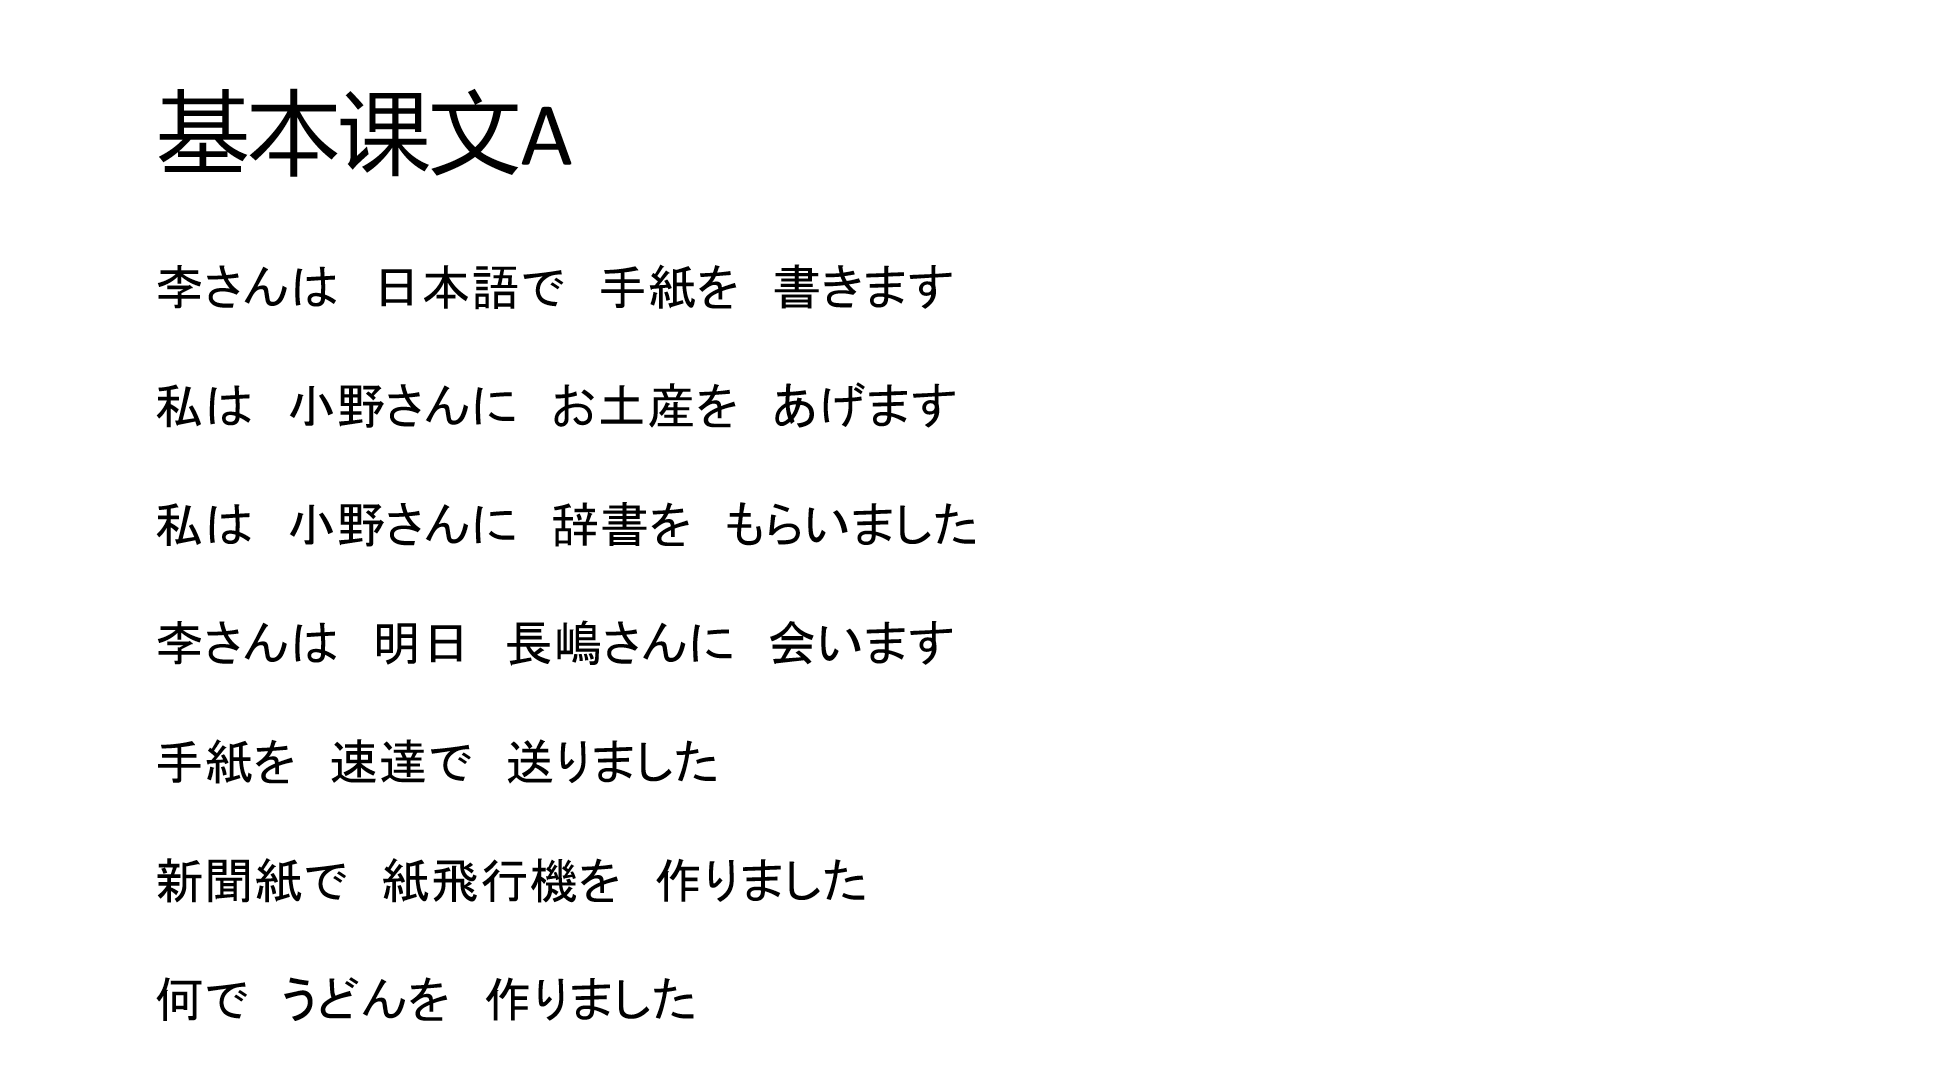 基本课文A
李さんは　日本語で　手紙を　書きます
私は　小野さんに　お土産を　あげます
私は　小野さんに　辞書を　もらいました
李さんは　明日　長嶋さんに　会います
手紙を　速達で　送りました
新聞紙で　紙飛行機を　作りました
何で　うどんを　作りました